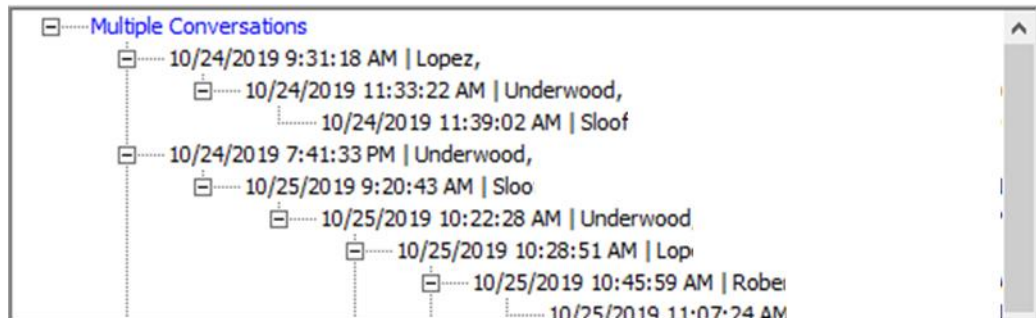 Multiple Conversations
10/24/2019 9:31:18 AM | Lopez,
10/24/2019 11:33:22 AM | Underwood,
10/24/2019 11:39:02 AM | Sloof
10/24/2019 7:41:33 PM | Underwood,
10/25/2019 9:20:43 AM | Sloo
10/25/2019 10:22:28 AM | Underwood,
10/25/2019 10:28:51 AM | Lop
10/25/2019 10:45:59 AM | Rober
10/25/2019 11:07:24 AM